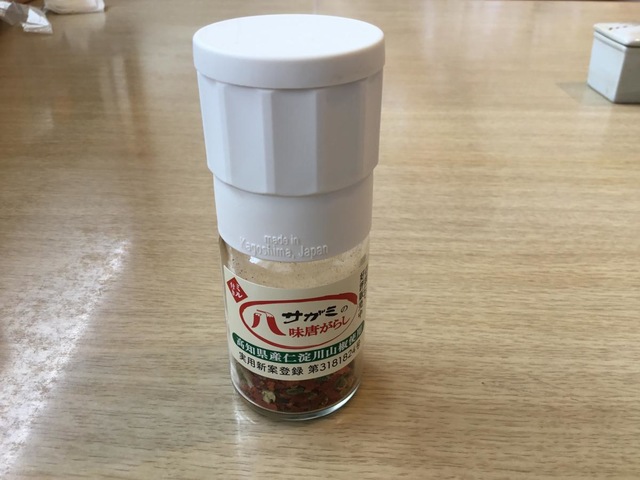 made in
Kagoshima, Japan
サガミの
八味唐がらし
高知県産仁淀川山椒使用
実用新案登録 第3181824号